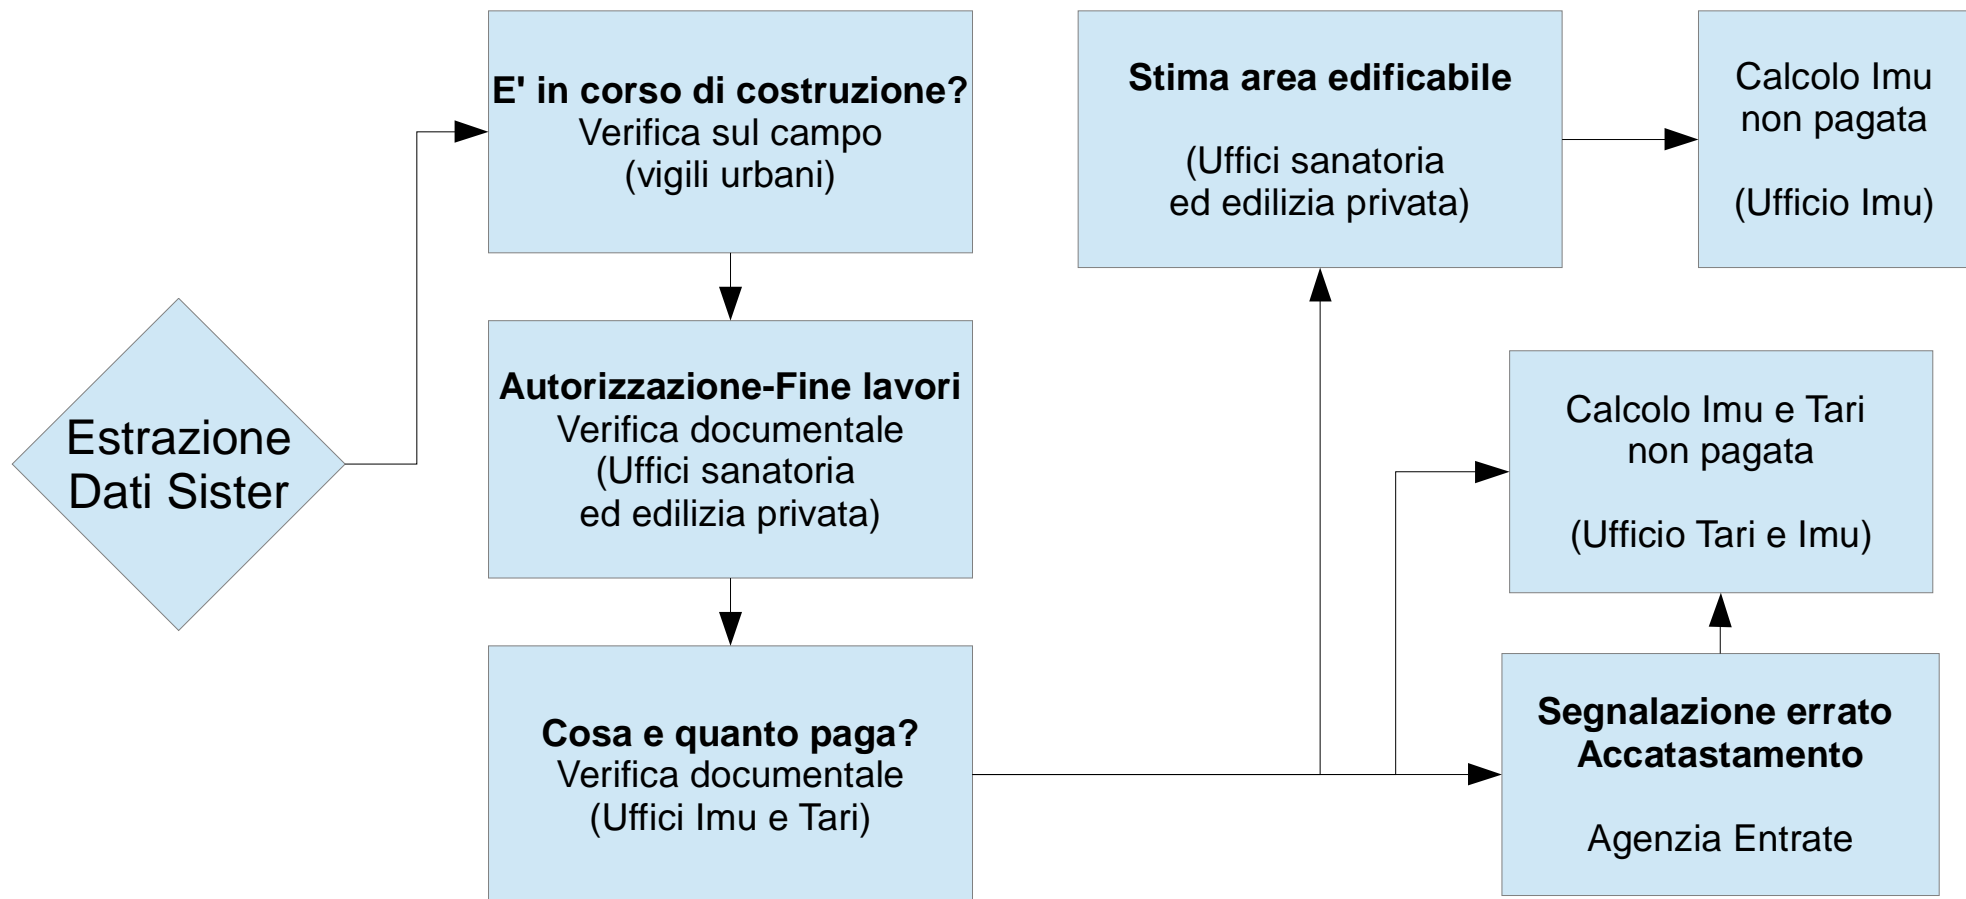 Estrazione
Dati Sister
E' in corso di costruzione?
Verifica sul campo
(vigili urbani)
Autorizzazione-Fine lavori
Verifica documentale
(Uffici sanatoria
ed edilizia privata)
Cosa e quanto paga?
Verifica documentale
(Uffici Imu e Tari)
Stima area edificabile
(Uffici sanatoria
ed edilizia privata)
Calcolo Imu
non pagata
(Ufficio Imu)
Calcolo Imu e Tari
non pagata
(Ufficio Tari e Imu)
Segnalazione errato
Accatastamento
Agenzia Entrate